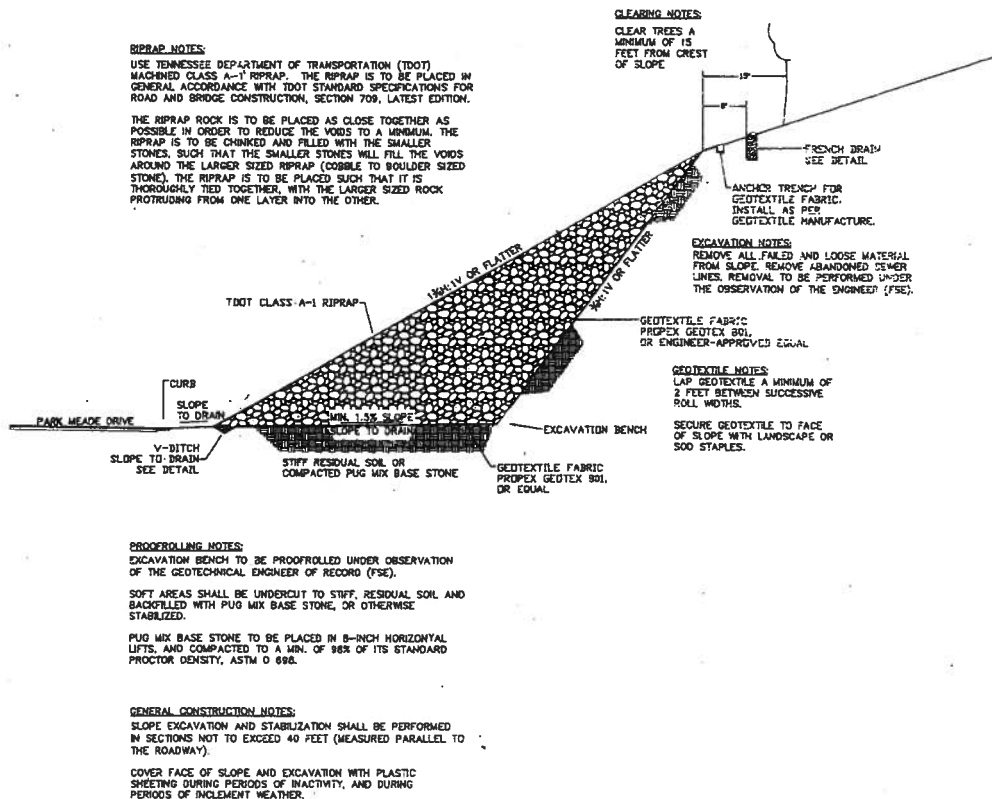 CLEARING NOTES:
CLEAR TREES A
MINIMUM OF 15
FEET FROM CREST
OF SLOPE
RIPRAP NOTES:
USE TENNESSEE DEPARTMENT OF TRANSPORTATION (TDOT)
MACHINED CLASS A-1 RIPRAP. THE RIPRAP IS TO BE PLACED IN
GENERAL ACCORDANCE WITH TDOT STANDARD SPECIFICATIONS FOR
ROAD AND BRIDGE CONSTRUCTION, SECTION 709, LATEST EDITION.
THE RIPRAP ROCK IS TO BE PLACED AS CLOSE TOGETHER AS
POSSIBLE IN ORDER TO REDUCE THE VOIDS TO A MINIMUM. THE
RIPRAP IS TO BE CHINKED AND FILLED WITH THE SMALLER
STONES, SUCH THAT THE SMALLER STONES WILL FILL THE VOIDS
AROUND THE LARGER SIZED RIPRAP (COBBLE TO BOULDER SIZED
STONE). THE RIPRAP IS TO BE PLACED SUCH THAT IT IS
THOROUGHLY TIED TOGETHER, WITH THE LARGER SIZED ROCK
PROTRUDING FROM ONE LAYER INTO THE OTHER.
15'
FRENCH DRAIN
SEE DETAIL
ANCHOR TRENCH FOR
GEOTEXTILE FABRIC.
INSTALL AS PER
GEOTEXTILE MANUFACTURE.
EXCAVATION NOTES:
REMOVE ALL FAILED AND LOOSE MATERIAL
FROM SLOPE. REMOVE ABANDONED SEWER
LINES. REMOVAL TO BE PERFORMED UNDER
THE OBSERVATION OF THE ENGINEER (FSE).
H:1V OR FLATTER
H:1V OR FLATTER
TDOT CLASS A-1 RIPRAP
GEOTEXTILE FABRIC
PROPEX GEOTEX 801,
OR ENGINEER-APPROVED EQUAL
GEOTEXTILE NOTES:
LAP GEOTEXTILE A MINIMUM OF
2 FEET BETWEEN SUCCESSIVE
ROLL WIDTHS.
SECURE GEOTEXTILE TO FACE
OF SLOPE WITH LANDSCAPE OR
SOD STAPLES.
CURB
SLOPE
TO DRAIN
PARK MEADE DRIVE
MIN. 1.5% SLOPE
SLOPE TO DRAIN
EXCAVATION BENCH
V-DITCH
SLOPE TO DRAIN
SEE DETAIL
STIFF RESIDUAL SOIL OR
COMPACTED PUG MIX BASE STONE
GEOTEXTILE FABRIC
PROPEX GEOTEX 801,
OR EQUAL
PROOFROLLING NOTES:
EXCAVATION BENCH TO BE PROOFROLLED UNDER OBSERVATION
OF THE GEOTECHNICAL ENGINEER OF RECORD (FSE).
SOFT AREAS SHALL BE UNDERCUT TO STIFF, RESIDUAL SOIL AND
BACKFILLED WITH PUG MIX BASE STONE, OR OTHERWISE
STABILIZED.
PUG MIX BASE STONE TO BE PLACED IN 8-INCH HORIZONTAL
LIFTS, AND COMPACTED TO A MIN. OF 98% OF ITS STANDARD
PROCTOR DENSITY, ASTM D 698.
GENERAL CONSTRUCTION NOTES:
SLOPE EXCAVATION AND STABILIZATION SHALL BE PERFORMED
IN SECTIONS NOT TO EXCEED 40 FEET (MEASURED PARALLEL TO
THE ROADWAY).
COVER FACE OF SLOPE AND EXCAVATION WITH PLASTIC
SHEETING DURING PERIODS OF INACTIVITY, AND DURING
PERIODS OF INCLEMENT WEATHER.